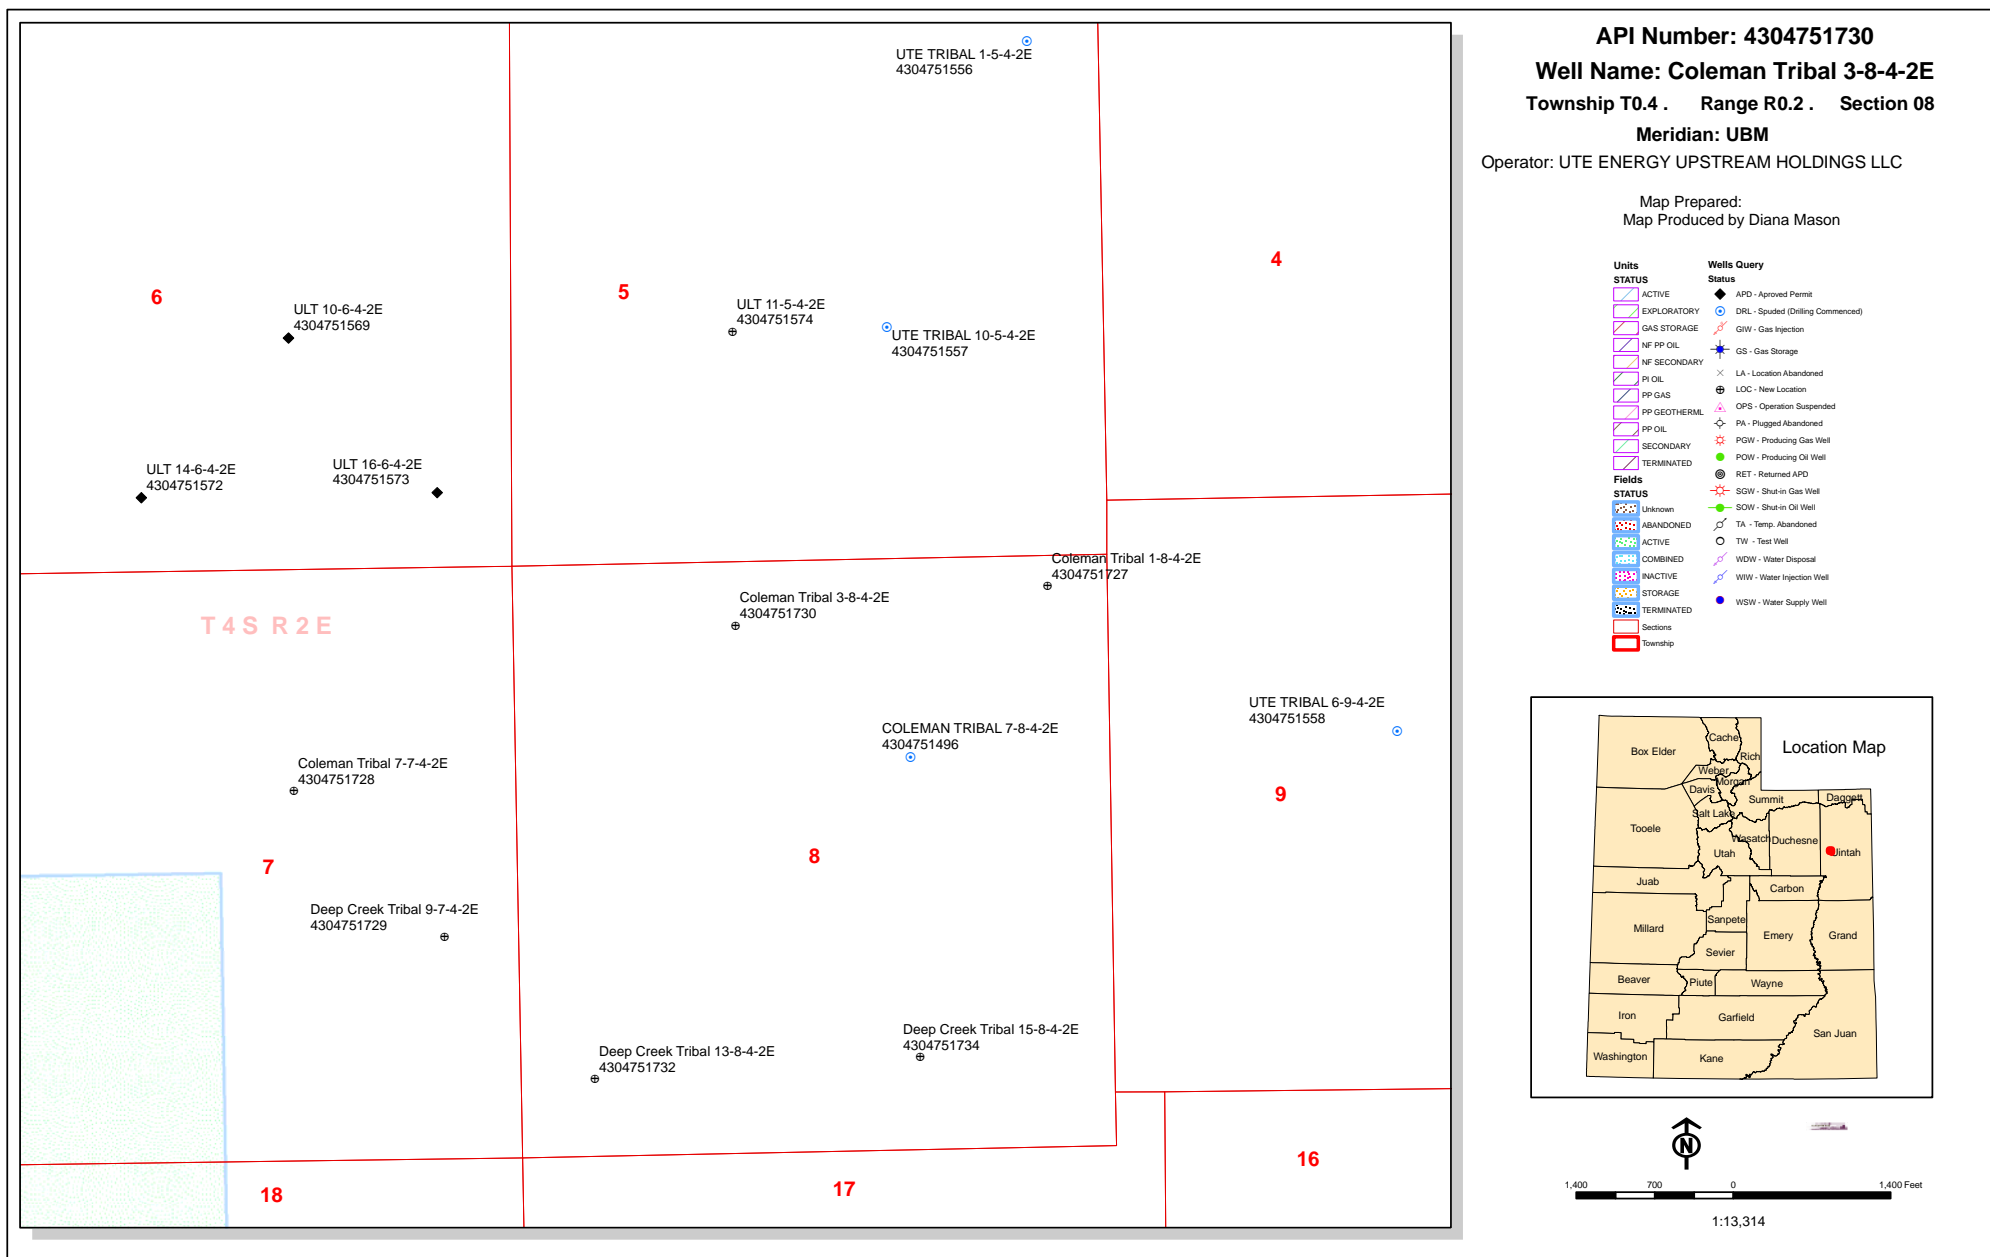 API Number: 4304751730
Well Name: Coleman Tribal 3-8-4-2E
Township T0.4 . Range R0.2 . Section 08
Meridian: UBM
Operator: UTE ENERGY UPSTREAM HOLDINGS LLC
Map Prepared:
Map Produced by Diana Mason
UTE TRIBAL 1-5-4-2E
4304751556
4
6
5
ULT 10-6-4-2E
4304751569
ULT 11-5-4-2E
4304751574
UTE TRIBAL 10-5-4-2E
4304751557
ULT 14-6-4-2E
4304751572
ULT 16-6-4-2E
4304751573
Coleman Tribal 1-8-4-2E
4304751727
Coleman Tribal 3-8-4-2E
4304751730
T 4 S R 2 E
UTE TRIBAL 6-9-4-2E
4304751558
COLEMAN TRIBAL 7-8-4-2E
4304751496
Coleman Tribal 7-7-4-2E
4304751728
9
8
7
Deep Creek Tribal 9-7-4-2E
4304751729
Deep Creek Tribal 15-8-4-2E
4304751734
Deep Creek Tribal 13-8-4-2E
4304751732
16
17
18
Units
STATUS
ACTIVE
EXPLORATORY
GAS STORAGE
NF PP OIL
NF SECONDARY
PI OIL
PP GAS
PP GEOTHERML
PP OIL
SECONDARY
TERMINATED
Fields
STATUS
Unknown
ABANDONED
ACTIVE
COMBINED
INACTIVE
STORAGE
TERMINATED
Sections
Township
Wells Query
Status
APD - Aproved Permit
DRL - Spuded (Drilling Commenced)
GIW - Gas Injection
GS - Gas Storage
LA - Location Abandoned
LOC - New Location
OPS - Operation Suspended
PA - Plugged Abandoned
PGW - Producing Gas Well
POW - Producing Oil Well
RET - Returned APD
SGW - Shut-in Gas Well
SOW - Shut-in Oil Well
TA - Temp. Abandoned
TW - Test Well
WDW - Water Disposal
WIW - Water Injection Well
WSW - Water Supply Well
Location Map
Box Elder
Cache
Rich
Weber
Morgan
Davis
Summit
Daggett
Salt Lake
Tooele
Wasatch
Duchesne
Utah
Uintah
Juab
Carbon
Sanpete
Millard
Emery
Grand
Sevier
Beaver
Piute
Wayne
Iron
Garfield
San Juan
Washington
Kane
N
1,400 700 0 1,400 Feet
1:13,314